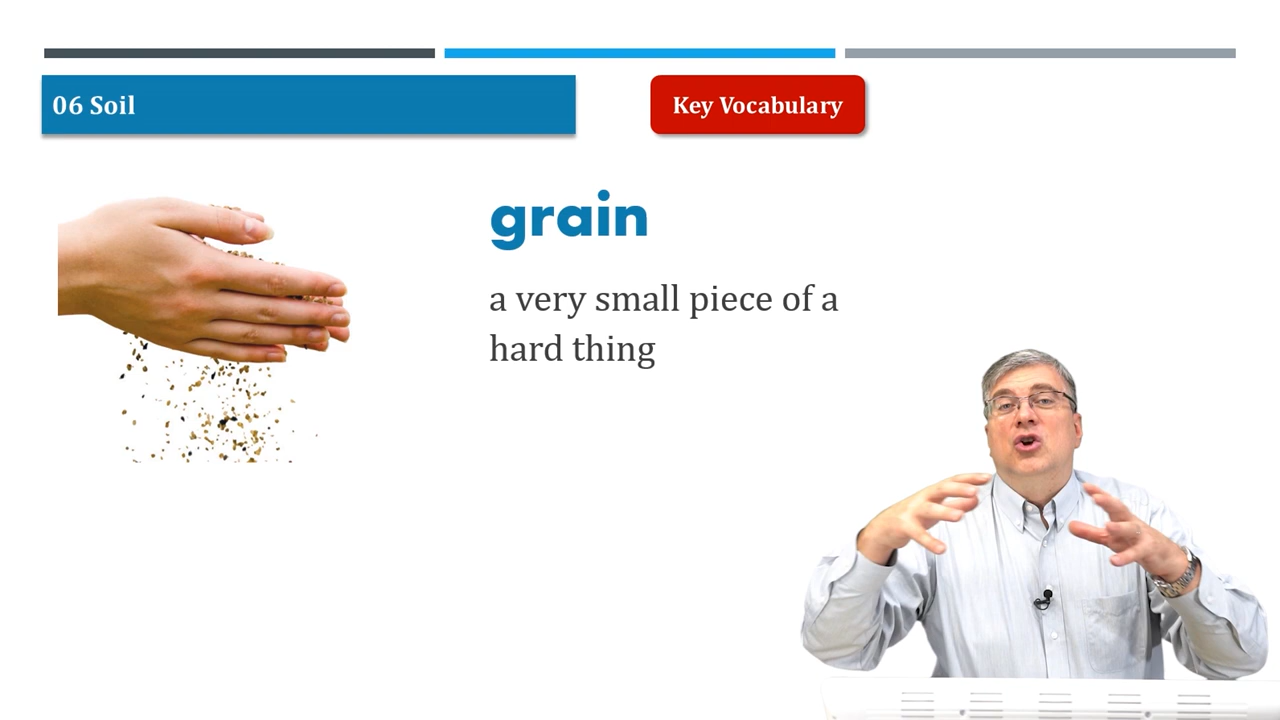 06 Soil
Key Vocabulary
grain
a very small piece of a
hard thing